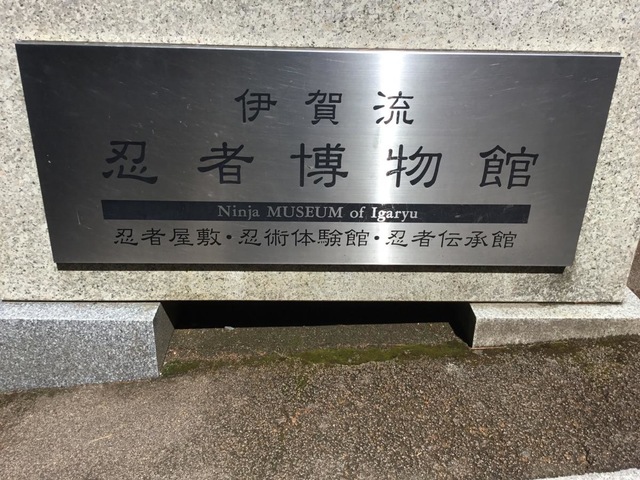 伊賀流
忍者博物館
Ninja MUSEUM of Igaryu
忍者屋敷・忍術体験館・忍者伝承館